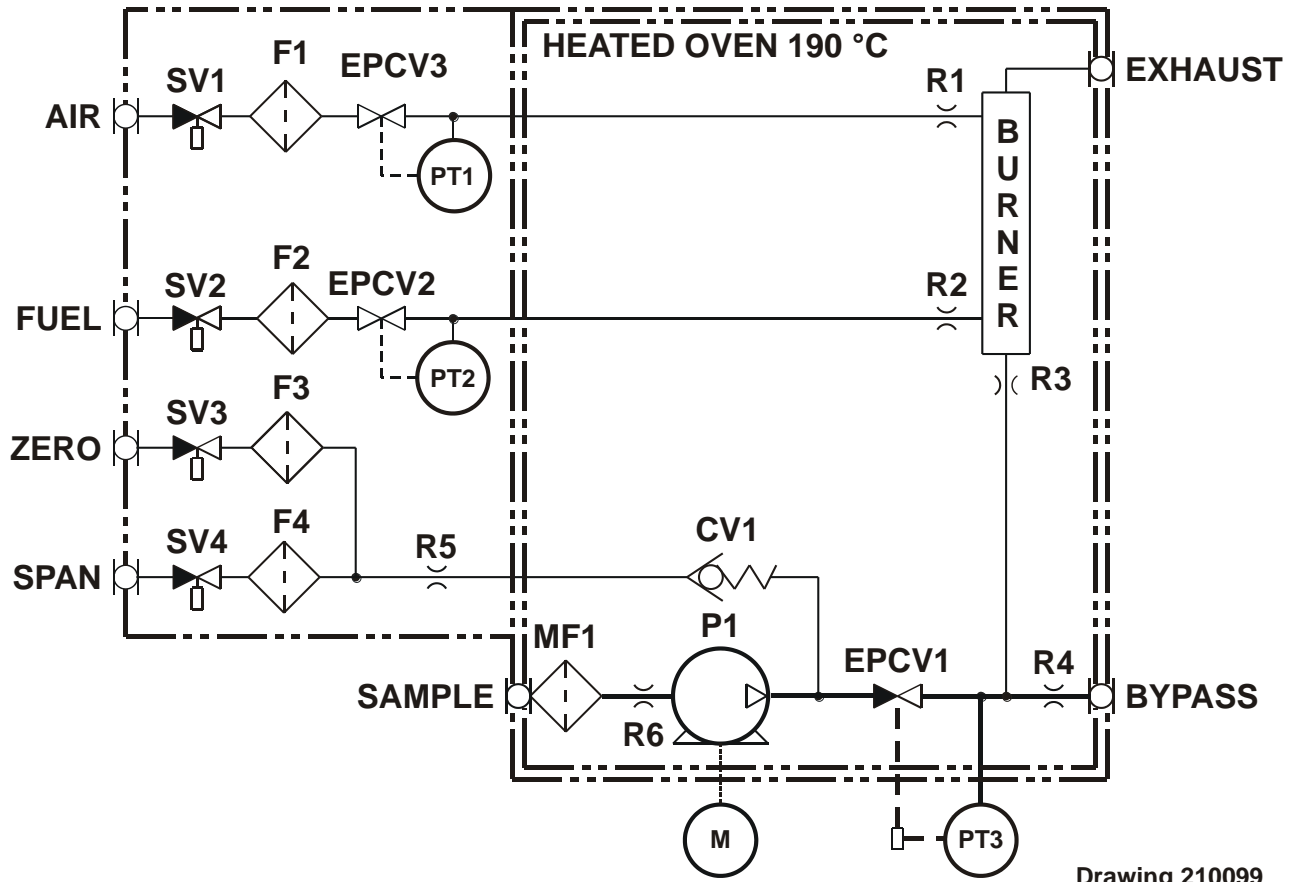 HEATED OVEN 190 °C
F1
EPCV3
SV1
R1
EXHAUST
AIR
BURNER
PT1
F2
EPCV2
SV2
R2
FUEL
PT2
R3
F3
SV3
ZERO
F4
CV1
SV4
R5
SPAN
P1
MF1
EPCV1
R4
SAMPLE
BYPASS
R6
M
PT3
Drawing 210099